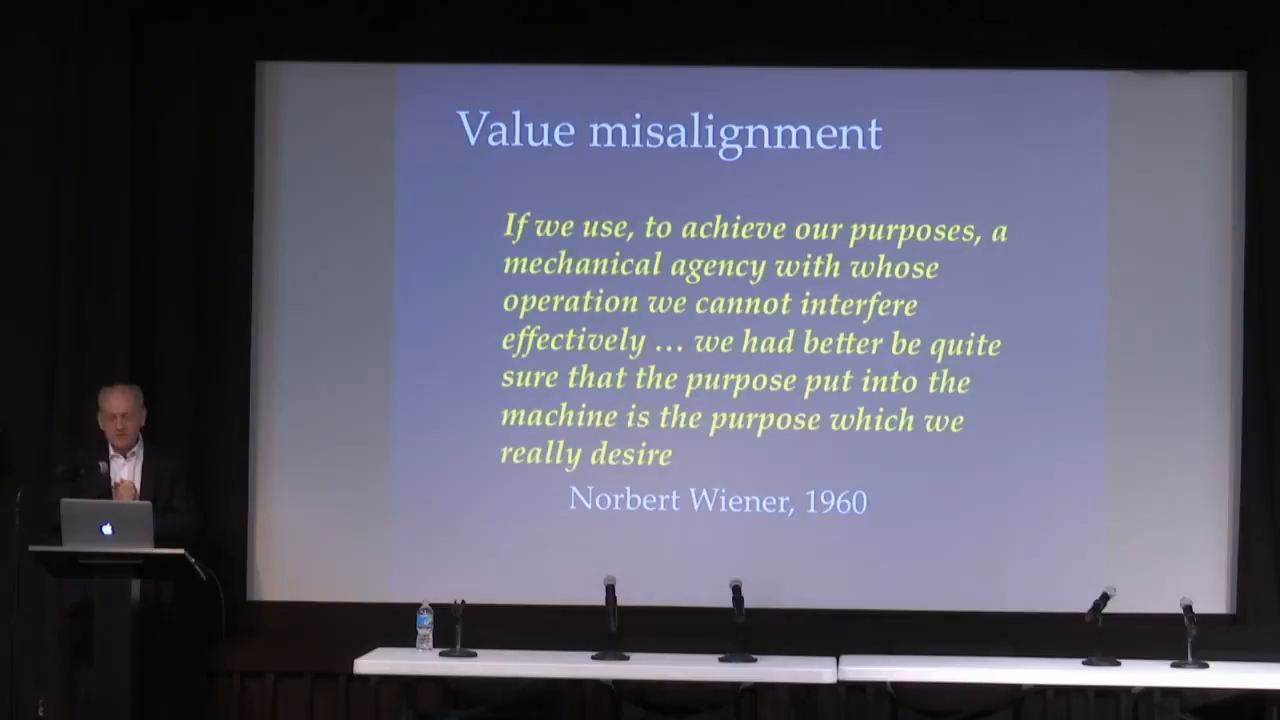 Value misalignment
If we use, to achieve our purposes, a
mechanical agency with whose
operation we cannot interfere
effectively … we had better be quite
sure that the purpose put into the
machine is the purpose which we
really desire
Norbert Wiener, 1960